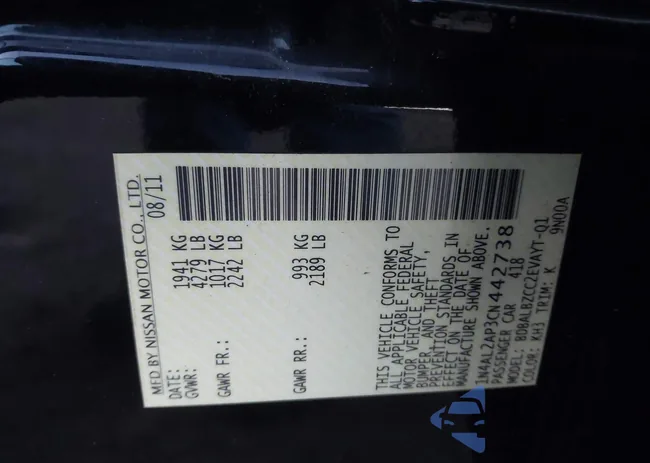 MFD BY NISSAN MOTOR CO., LTD.
DATE: 08/11
GVWR: 1941 KG
4279 LB
GAWR FR.: 1017 KG
2242 LB
GAWR RR.: 993 KG
2189 LB
THIS VEHICLE CONFORMS TO
ALL APPLICABLE FEDERAL
MOTOR VEHICLE SAFETY,
BUMPER, AND THEFT
PREVENTION STANDARDS IN
EFFECT ON THE DATE OF
MANUFACTURE SHOWN ABOVE.
1N4AL2AP3CN442738
PASSENGER CAR 418
MODEL: BDBALBZCCZEVAYT-Q1
COLOR: KH3 TRIM: K 9N00A